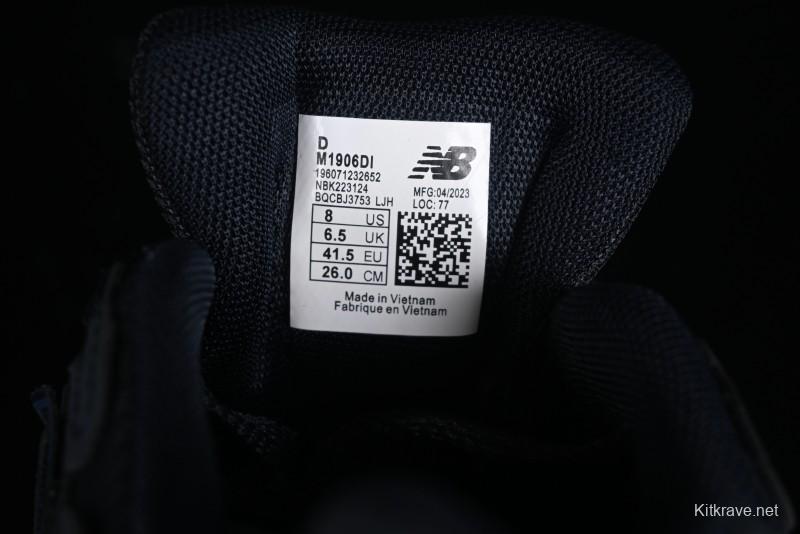 D
M1906DI
196071232652
NBK223124
BQCBJ3753 LJH
NB
MFG:04/2023
LOC: 77
8 US
6.5 UK
41.5 EU
26.0 CM
Made in Vietnam
Fabrique en Vietnam
Kitkrave.net